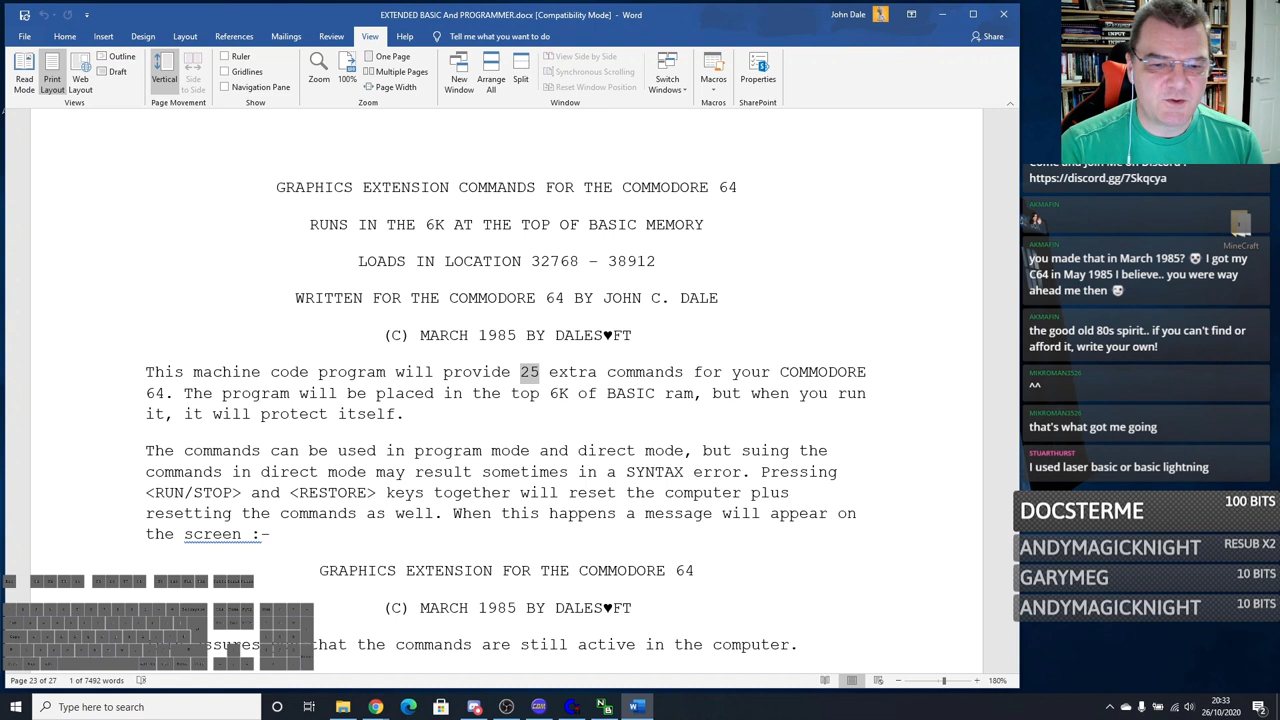 EXTENDED BASIC And PROGRAMMER.docx [Compatibility Mode] - Word
John Dale
File Home Insert Design Layout References Mailings Review View Help Tell me what you want to do
Share
Read Mode
Print Layout
Web Layout
Outline
Draft
Views
Vertical
Side to Side
Page Movement
Ruler
Gridlines
Navigation Pane
Show
Zoom
100%
One Page
Multiple Pages
Page Width
Zoom
New Window
Arrange All
Split
View Side by Side
Synchronous Scrolling
Reset Window Position
Window
Switch Windows
Macros
Macros
Properties
SharePoint
GRAPHICS EXTENSION COMMANDS FOR THE COMMODORE 64
RUNS IN THE 6K AT THE TOP OF BASIC MEMORY
LOADS IN LOCATION 32768 – 38912
WRITTEN FOR THE COMMODORE 64 BY JOHN C. DALE
(C) MARCH 1985 BY DALES♥FT
This machine code program will provide 25 extra commands for your COMMODORE
64. The program will be placed in the top 6K of BASIC ram, but when you run
it, it will protect itself.
The commands can be used in program mode and direct mode, but suing the
commands in direct mode may result sometimes in a SYNTAX error. Pressing
<RUN/STOP> and <RESTORE> keys together will reset the computer plus
resetting the commands as well. When this happens a message will appear on
the screen :-
GRAPHICS EXTENSION FOR THE COMMODORE 64
(C) MARCH 1985 BY DALES♥FT
that the commands are still active in the computer.
Page 23 of 27
1 of 7492 words
180%
Come and Join Me on Discord !
https://discord.gg/7Skqcya
AKMAFIN
MineCraft
AKMAFIN
you made that in March 1985? I got my
C64 in May 1985 I believe.. you were way
ahead me then
AKMAFIN
the good old 80s spirit.. if you can't find or
afford it, write your own!
MIKROMAN3526
^^
MIKROMAN3526
that's what got me going
STUARTHURST
I used laser basic or basic lightning
DOCSTERME 100 BITS
ANDYMAGICKNIGHT RESUB X2
GARYMEG 10 BITS
ANDYMAGICKNIGHT 10 BITS
Type here to search
20:33
26/10/2020